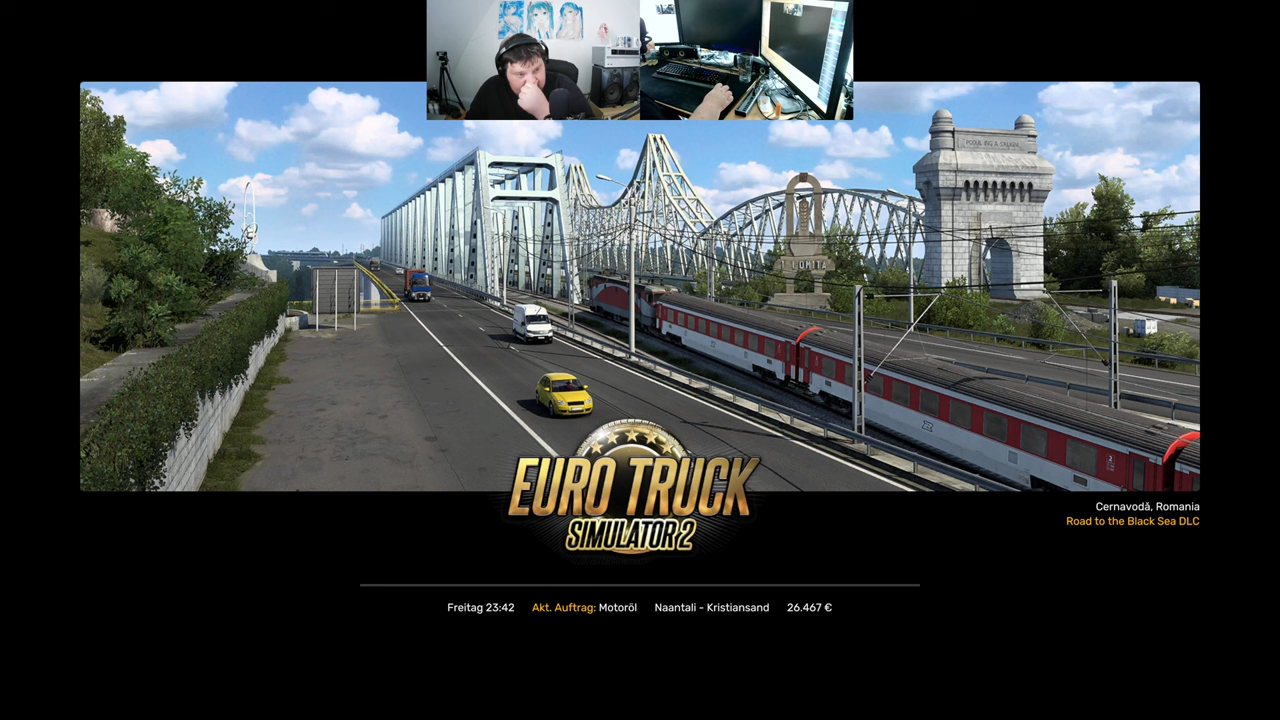 EURO TRUCK
SIMULATOR 2
Cernavodă, Romania
Road to the Black Sea DLC
Freitag 23:42 Akt. Auftrag: Motoröl Naantali - Kristiansand 26.467 €